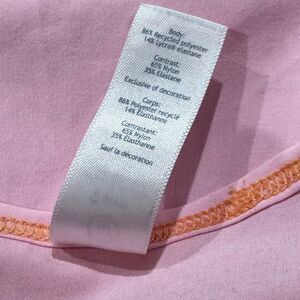 Body:
86% Recycled polyester
14% Lycra® elastane
Contrast:
65% Nylon
35% Elastane
Exclusive of decoration
Corps:
86% Polyester recyclé
14% Élasthanne
Contrastant:
65% Nylon
35% Élasthanne
Sauf la décoration